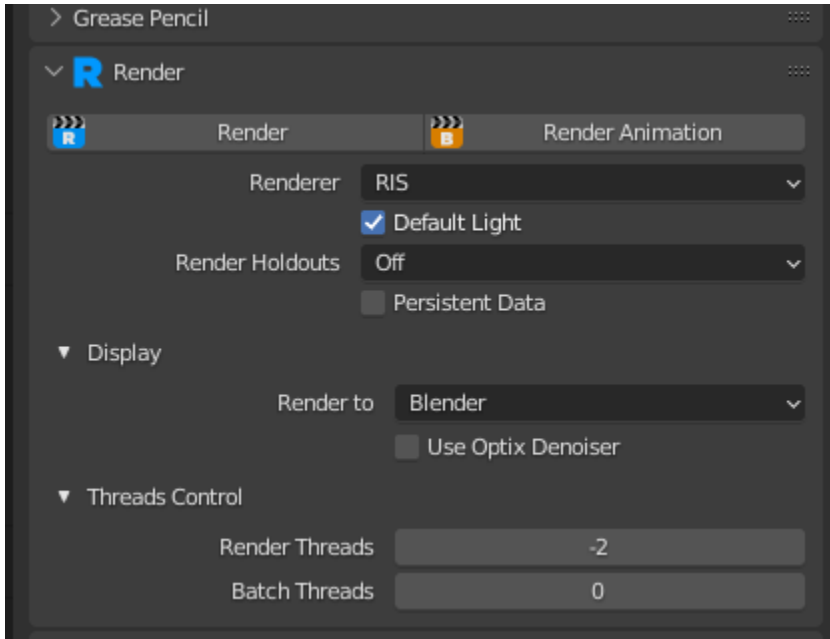 Grease Pencil
R Render
R Render B Render Animation
Renderer RIS
Default Light
Render Holdouts Off
Persistent Data
Display
Render to Blender
Use Optix Denoiser
Threads Control
Render Threads -2
Batch Threads 0